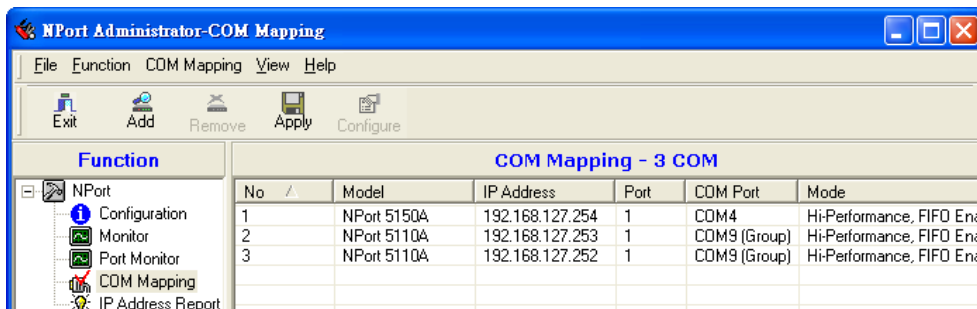 NPort Administrator-COM Mapping
File Function COM Mapping View Help
Exit Add Remove Apply Configure
Function
COM Mapping - 3 COM
NPort
Configuration
Monitor
Port Monitor
COM Mapping
IP Address Report
No Model IP Address Port COM Port Mode
1 NPort 5150A 192.168.127.254 1 COM4 Hi-Performance, FIFO Ena
2 NPort 5110A 192.168.127.253 1 COM9 (Group) Hi-Performance, FIFO Ena
3 NPort 5110A 192.168.127.252 1 COM9 (Group) Hi-Performance, FIFO Ena